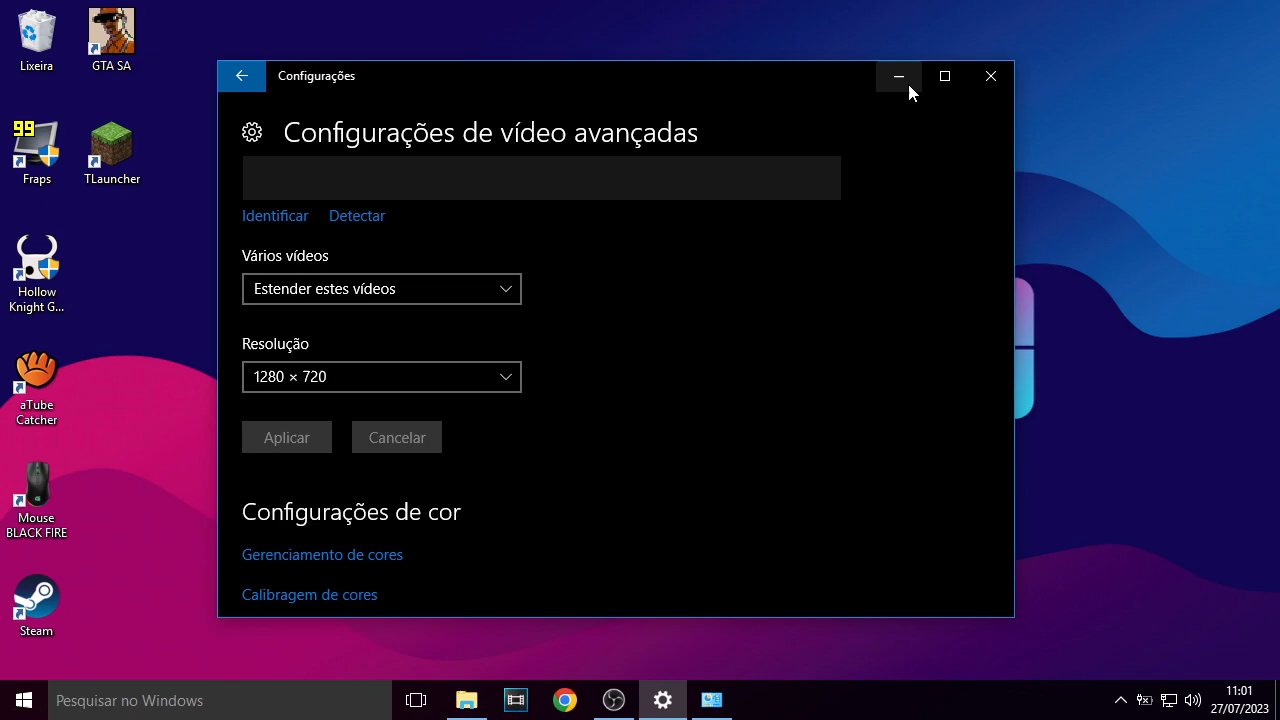 Lixeira
GTA SA
99
Fraps
TLauncher
Hollow
Knight G...
aTube
Catcher
Mouse
BLACK FIRE
Steam
Configurações
Configurações de vídeo avançadas
Identificar Detectar
Vários vídeos
Estender estes vídeos
Resolução
1280 × 720
Aplicar Cancelar
Configurações de cor
Gerenciamento de cores
Calibragem de cores
Pesquisar no Windows
11:01
27/07/2023